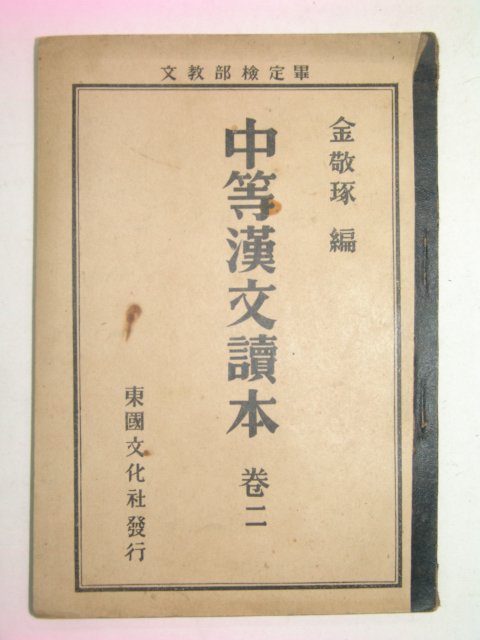 文教部檢定畢
金敬琢 編
中等漢文讀本 卷二
東國文化社發行